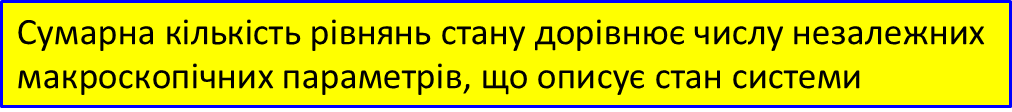 Сумарна кількість рівнянь стану дорівнює числу незалежних
макроскопічних параметрів, що описує стан системи